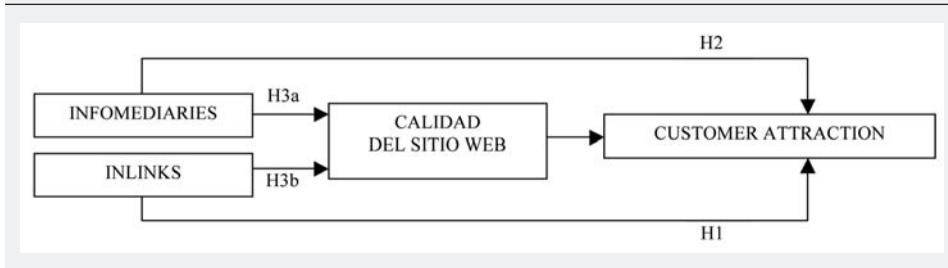 H2
INFOMEDIARIES
H3a
CALIDAD
DEL SITIO WEB
CUSTOMER ATTRACTION
INLINKS
H3b
H1